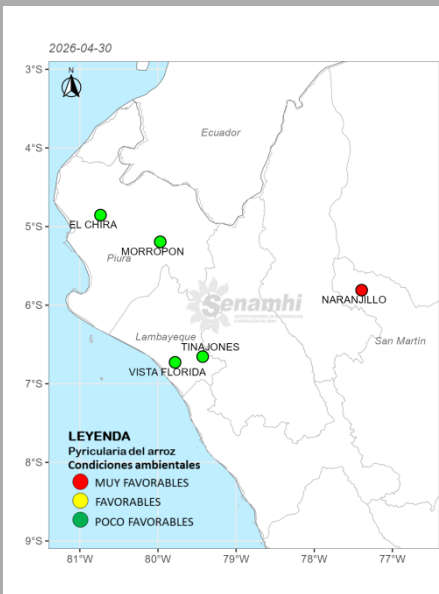 2026-04-30
3°S
N
4°S
Ecuador
5°S
EL CHIRA
MORROPON
Piura
6°S
NARANJILLO
Senamhi
Lambayeque
San Martín
TINAJONES
VISTA FLORIDA
7°S
LEYENDA
Pyricularia del arroz
Condiciones ambientales
MUY FAVORABLES
FAVORABLES
POCO FAVORABLES
8°S
9°S
81°W 80°W 79°W 78°W 77°W